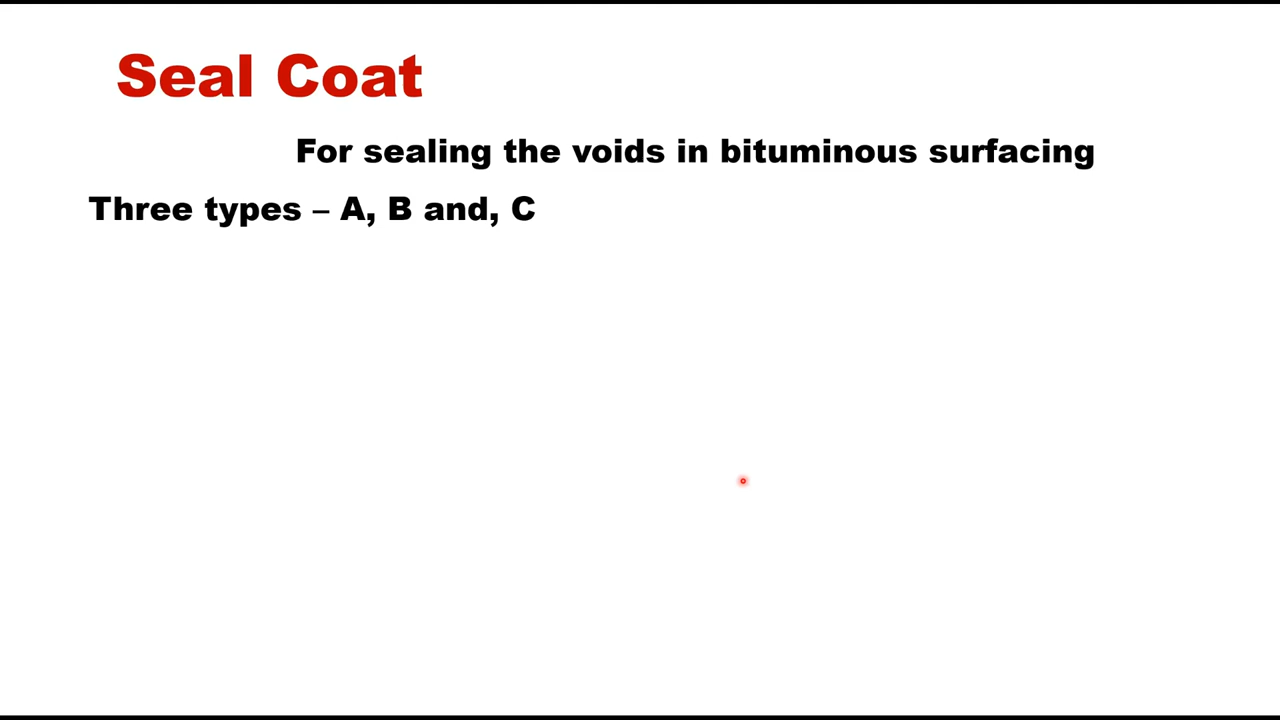 Seal Coat
For sealing the voids in bituminous surfacing
Three types – A, B and, C